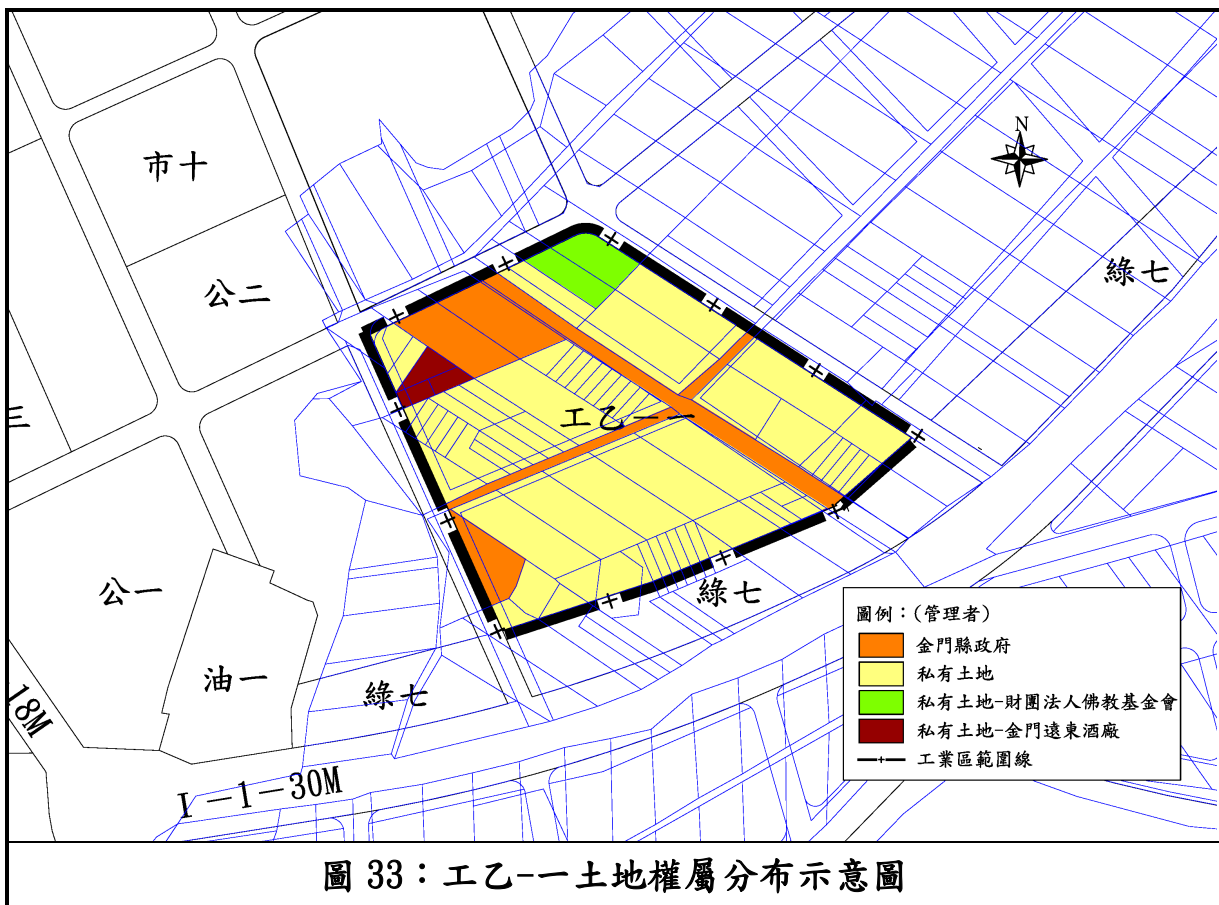 市十
N
公二
綠七
三
工乙－一
公一
綠七
油一
綠七
18M
I－1－30M
圖例：(管理者)
金門縣政府
私有土地
私有土地-財團法人佛教基金會
私有土地-金門遠東酒廠
工業區範圍線
圖 33：工乙-一土地權屬分布示意圖